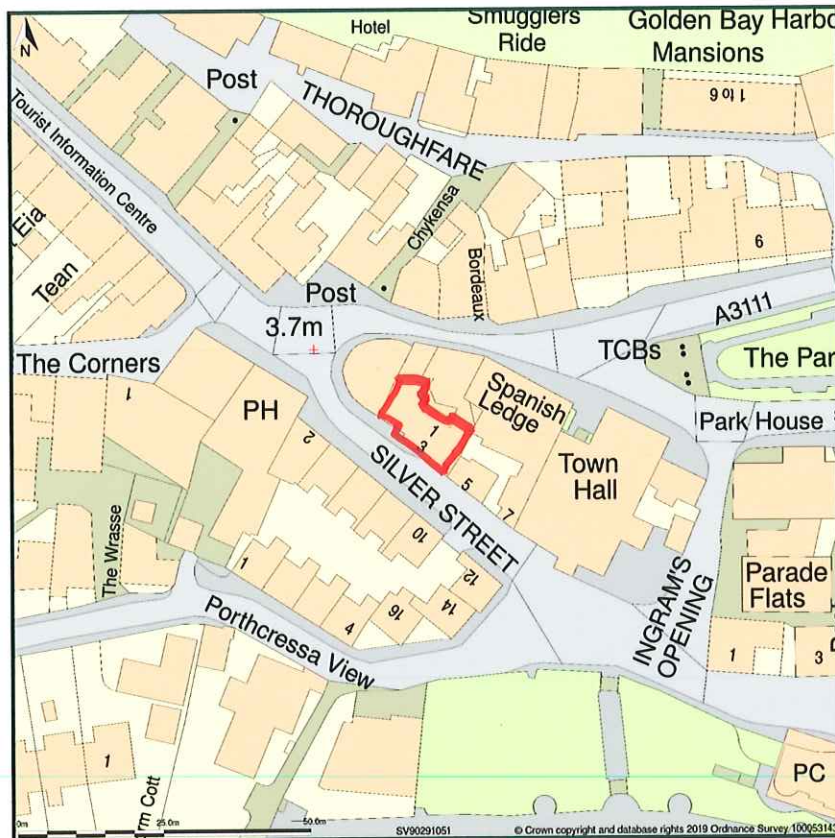 N
Hotel
Smugglers
Ride
Golden Bay Harbo
Mansions
Post
THOROUGHFARE
1 to 6
Tourist Information Centre
Chykensa
Bordeaux
6
Eia
Tean
Post
3.7m
A3111
TCBs
The Par
The Corners
1
PH
2
1
3
Spanish
Ledge
Park House
SILVER STREET
5
7
Town
Hall
10
The Wrasse
1
4
16
12
14
INGRAM'S
OPENING
Parade
Flats
1
3
Porthcressa View
1
rm Cott
PC
0m
25.0m
50.0m
SV90291051
© Crown copyright and database rights 2019 Ordnance Survey 10005314